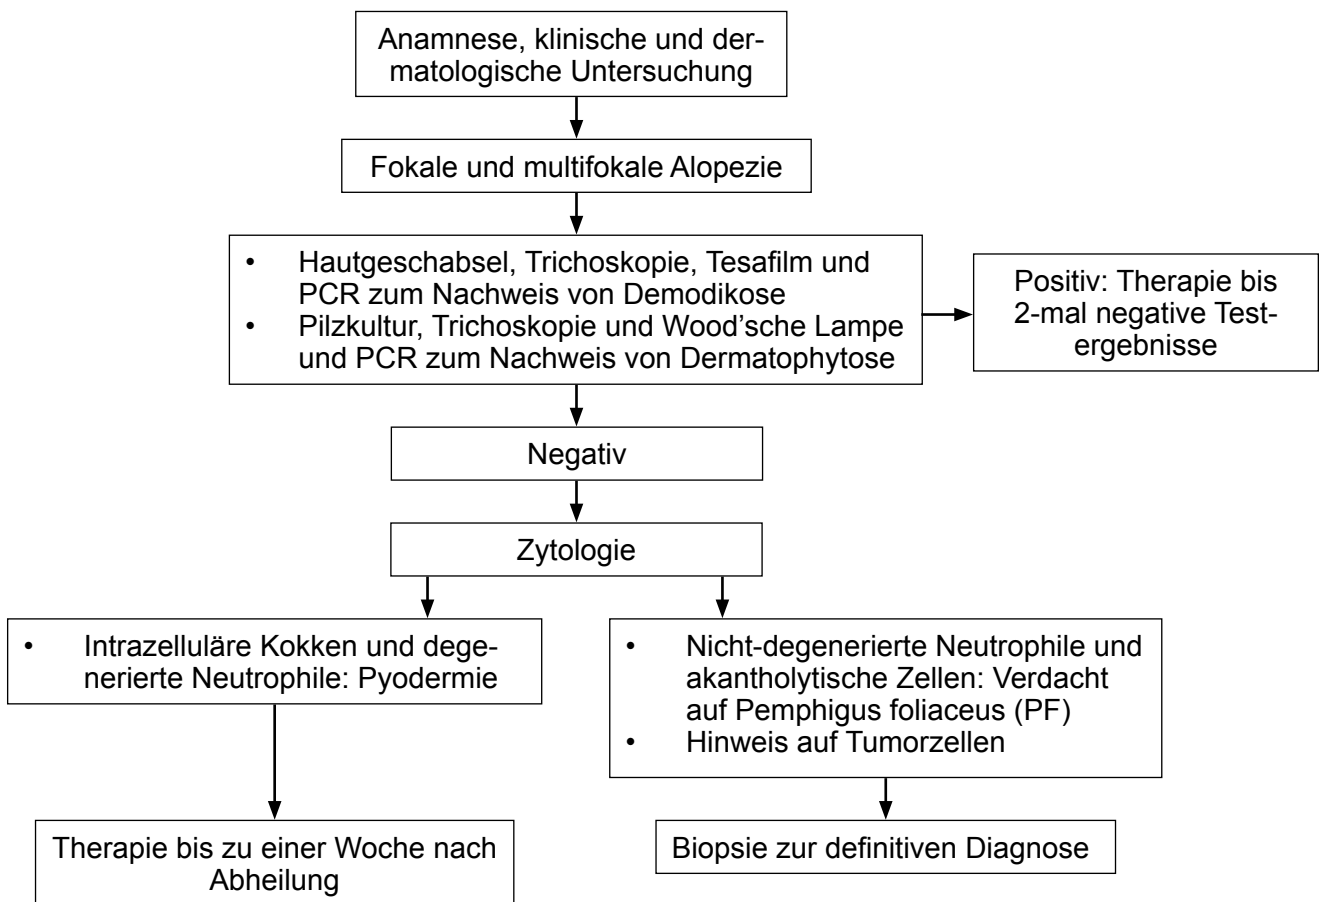 Anamnese, klinische und der-
matologische Untersuchung
Fokale und multifokale Alopezie
• Hautgeschabsel, Trichoskopie, Tesafilm und
PCR zum Nachweis von Demodikose
• Pilzkultur, Trichoskopie und Wood’sche Lampe
und PCR zum Nachweis von Dermatophytose
Positiv: Therapie bis
2-mal negative Test-
ergebnisse
Negativ
Zytologie
• Intrazelluläre Kokken und dege-
nerierte Neutrophile: Pyodermie
• Nicht-degenerierte Neutrophile und
akantholytische Zellen: Verdacht
auf Pemphigus foliaceus (PF)
• Hinweis auf Tumorzellen
Therapie bis zu einer Woche nach
Abheilung
Biopsie zur definitiven Diagnose